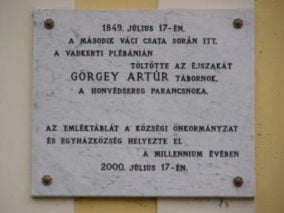 1849. JÚLIUS 17-ÉN,
A MÁSODIK VÁCI CSATA SORÁN ITT,
A VADKERTI PLÉBÁNIÁN
TÖLTÖTTE AZ ÉJSZAKÁT
GÖRGEY ARTÚR TÁBORNOK,
A HONVÉDSEREG PARANCSNOKA.
AZ EMLÉKTÁBLÁT A KÖZSÉGI ÖNKORMÁNYZAT
ÉS EGYHÁZKÖZSÉG HELYEZTE EL
A MILLENNIUM ÉVÉBEN
2000. JÚLIUS 17-ÉN.